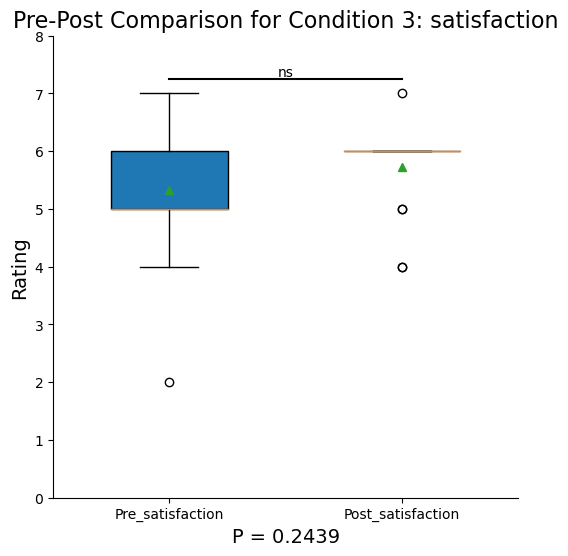 Pre-Post Comparison for Condition 3: satisfaction
8
7
6
5
4
3
2
1
0
Rating
ns
Pre_satisfaction
Post_satisfaction
P = 0.2439